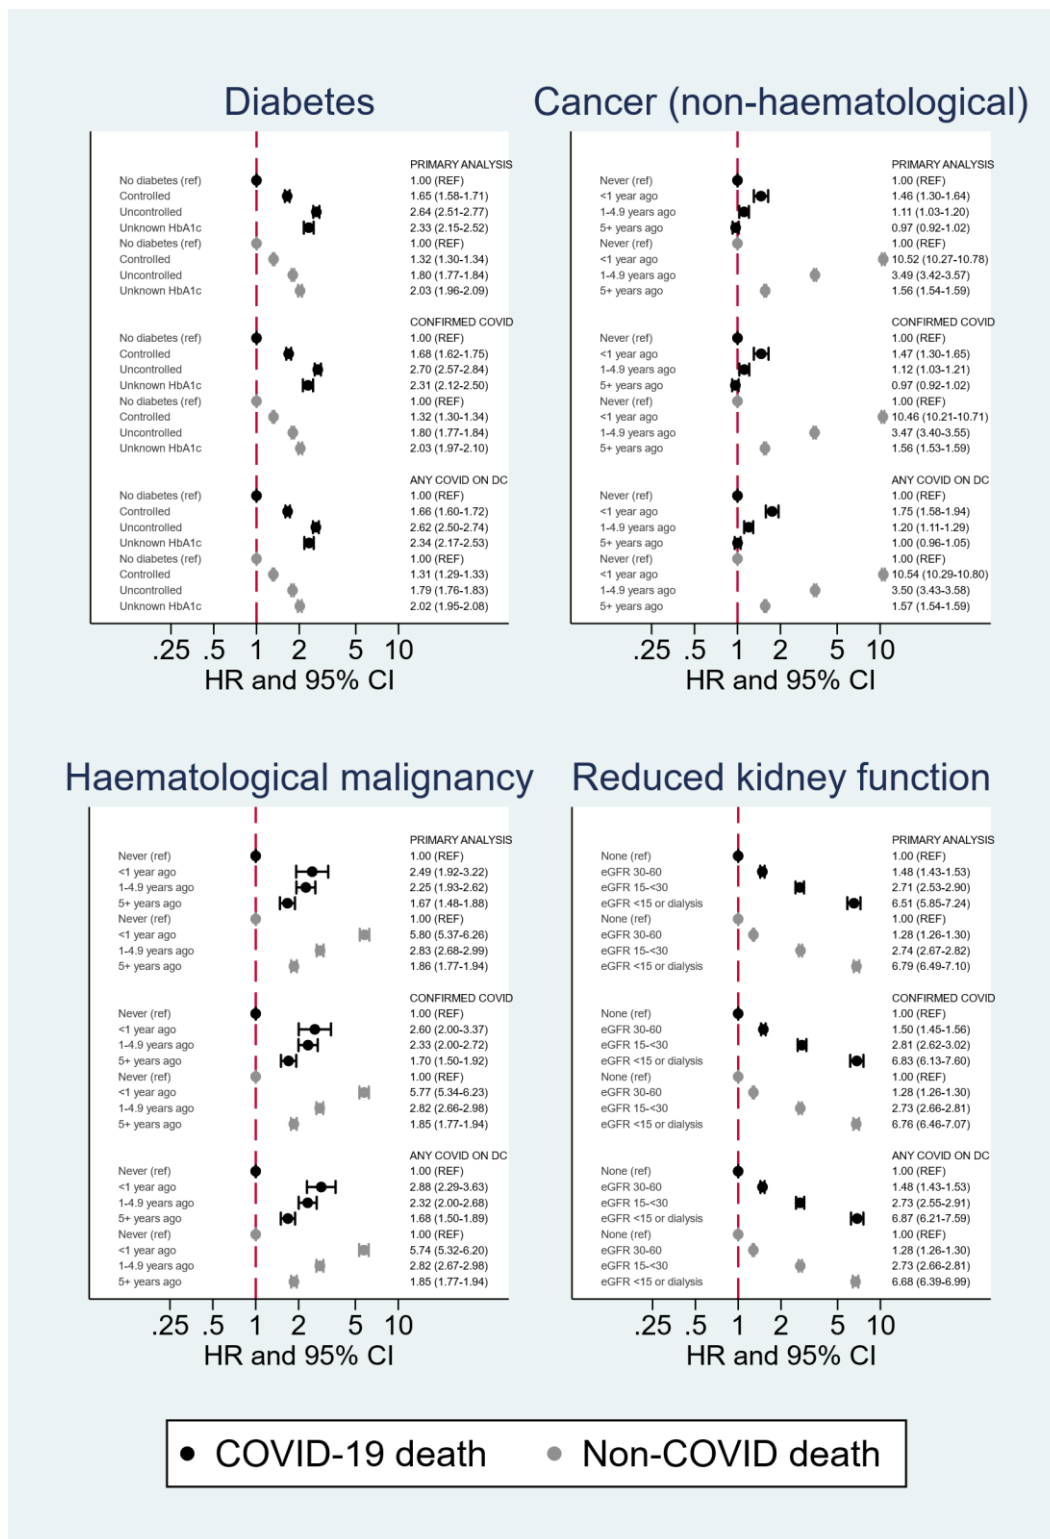 Diabetes
PRIMARY ANALYSIS
No diabetes (ref) 1.00 (REF)
Controlled 1.65 (1.58-1.71)
Uncontrolled 2.64 (2.51-2.77)
Unknown HbA1c 2.33 (2.15-2.52)
No diabetes (ref) 1.00 (REF)
Controlled 1.32 (1.30-1.34)
Uncontrolled 1.80 (1.77-1.84)
Unknown HbA1c 2.03 (1.96-2.09)
CONFIRMED COVID
No diabetes (ref) 1.00 (REF)
Controlled 1.68 (1.62-1.75)
Uncontrolled 2.70 (2.57-2.84)
Unknown HbA1c 2.31 (2.12-2.50)
No diabetes (ref) 1.00 (REF)
Controlled 1.32 (1.30-1.34)
Uncontrolled 1.80 (1.77-1.84)
Unknown HbA1c 2.03 (1.97-2.10)
ANY COVID ON DC
No diabetes (ref) 1.00 (REF)
Controlled 1.66 (1.60-1.72)
Uncontrolled 2.62 (2.50-2.74)
Unknown HbA1c 2.34 (2.17-2.53)
No diabetes (ref) 1.00 (REF)
Controlled 1.31 (1.29-1.33)
Uncontrolled 1.79 (1.76-1.83)
Unknown HbA1c 2.02 (1.95-2.08)
.25 .5 1 2 5 10
HR and 95% CI
Cancer (non-haematological)
PRIMARY ANALYSIS
Never (ref) 1.00 (REF)
<1 year ago 1.46 (1.30-1.64)
1-4.9 years ago 1.11 (1.03-1.20)
5+ years ago 0.97 (0.92-1.02)
Never (ref) 1.00 (REF)
<1 year ago 10.52 (10.27-10.78)
1-4.9 years ago 3.49 (3.42-3.57)
5+ years ago 1.56 (1.54-1.59)
CONFIRMED COVID
Never (ref) 1.00 (REF)
<1 year ago 1.47 (1.30-1.65)
1-4.9 years ago 1.12 (1.03-1.21)
5+ years ago 0.97 (0.92-1.02)
Never (ref) 1.00 (REF)
<1 year ago 10.46 (10.21-10.71)
1-4.9 years ago 3.47 (3.40-3.55)
5+ years ago 1.56 (1.53-1.59)
ANY COVID ON DC
Never (ref) 1.00 (REF)
<1 year ago 1.75 (1.58-1.94)
1-4.9 years ago 1.20 (1.11-1.29)
5+ years ago 1.00 (0.96-1.05)
Never (ref) 1.00 (REF)
<1 year ago 10.54 (10.29-10.80)
1-4.9 years ago 3.50 (3.43-3.58)
5+ years ago 1.57 (1.54-1.59)
.25 .5 1 2 5 10
HR and 95% CI
Haematological malignancy
PRIMARY ANALYSIS
Never (ref) 1.00 (REF)
<1 year ago 2.49 (1.92-3.22)
1-4.9 years ago 2.25 (1.93-2.62)
5+ years ago 1.67 (1.48-1.88)
Never (ref) 1.00 (REF)
<1 year ago 5.80 (5.37-6.26)
1-4.9 years ago 2.83 (2.68-2.99)
5+ years ago 1.86 (1.77-1.94)
CONFIRMED COVID
Never (ref) 1.00 (REF)
<1 year ago 2.60 (2.00-3.37)
1-4.9 years ago 2.33 (2.00-2.72)
5+ years ago 1.70 (1.50-1.92)
Never (ref) 1.00 (REF)
<1 year ago 5.77 (5.34-6.23)
1-4.9 years ago 2.82 (2.66-2.98)
5+ years ago 1.85 (1.77-1.94)
ANY COVID ON DC
Never (ref) 1.00 (REF)
<1 year ago 2.88 (2.29-3.63)
1-4.9 years ago 2.32 (2.00-2.68)
5+ years ago 1.68 (1.50-1.89)
Never (ref) 1.00 (REF)
<1 year ago 5.74 (5.32-6.20)
1-4.9 years ago 2.82 (2.67-2.98)
5+ years ago 1.85 (1.77-1.94)
.25 .5 1 2 5 10
HR and 95% CI
Reduced kidney function
PRIMARY ANALYSIS
None (ref) 1.00 (REF)
eGFR 30-60 1.48 (1.43-1.53)
eGFR 15-<30 2.71 (2.53-2.90)
eGFR <15 or dialysis 6.51 (5.85-7.24)
None (ref) 1.00 (REF)
eGFR 30-60 1.28 (1.26-1.30)
eGFR 15-<30 2.74 (2.67-2.82)
eGFR <15 or dialysis 6.79 (6.49-7.10)
CONFIRMED COVID
None (ref) 1.00 (REF)
eGFR 30-60 1.50 (1.45-1.56)
eGFR 15-<30 2.81 (2.62-3.02)
eGFR <15 or dialysis 6.83 (6.13-7.60)
None (ref) 1.00 (REF)
eGFR 30-60 1.28 (1.26-1.30)
eGFR 15-<30 2.73 (2.66-2.81)
eGFR <15 or dialysis 6.76 (6.46-7.07)
ANY COVID ON DC
None (ref) 1.00 (REF)
eGFR 30-60 1.48 (1.43-1.53)
eGFR 15-<30 2.73 (2.55-2.91)
eGFR <15 or dialysis 6.87 (6.21-7.59)
None (ref) 1.00 (REF)
eGFR 30-60 1.28 (1.26-1.30)
eGFR 15-<30 2.73 (2.66-2.81)
eGFR <15 or dialysis 6.68 (6.39-6.99)
.25 .5 1 2 5 10
HR and 95% CI
COVID-19 death Non-COVID death